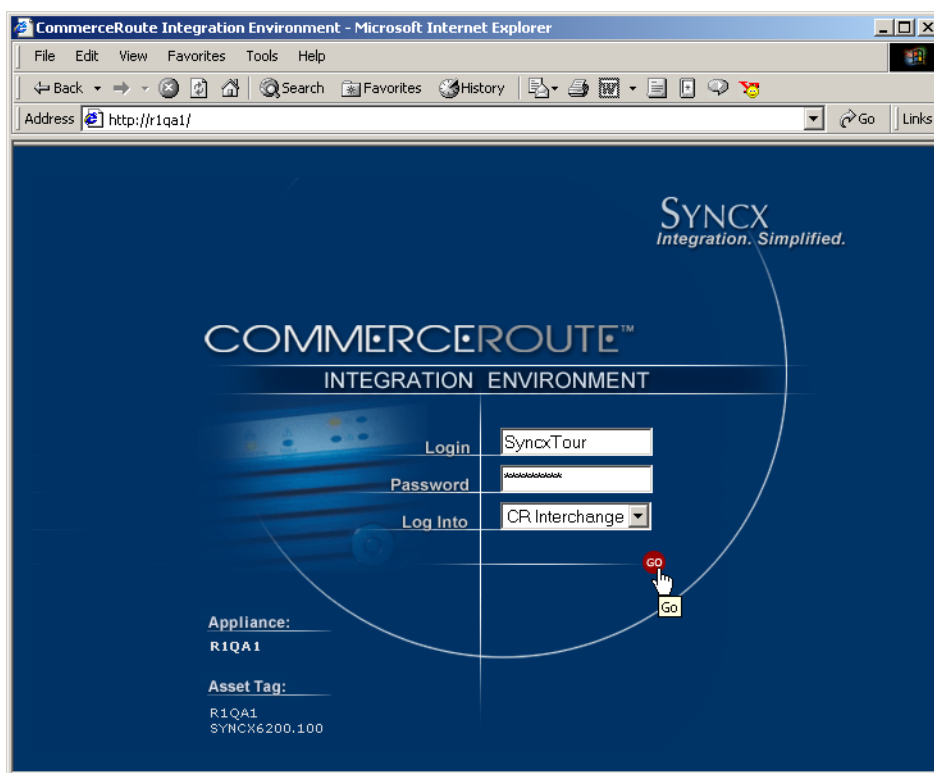 CommerceRoute Integration Environment - Microsoft Internet Explorer
File Edit View Favorites Tools Help
Back Search Favorites History
Address http://r1qa1/ Go Links
SYNCX
Integration. Simplified.
COMMERCEROUTE™
INTEGRATION ENVIRONMENT
Login SyncxTour
Password **********
Log Into CR Interchange
GO
Go
Appliance:
R1QA1
Asset Tag:
R1QA1
SYNCX6200.100